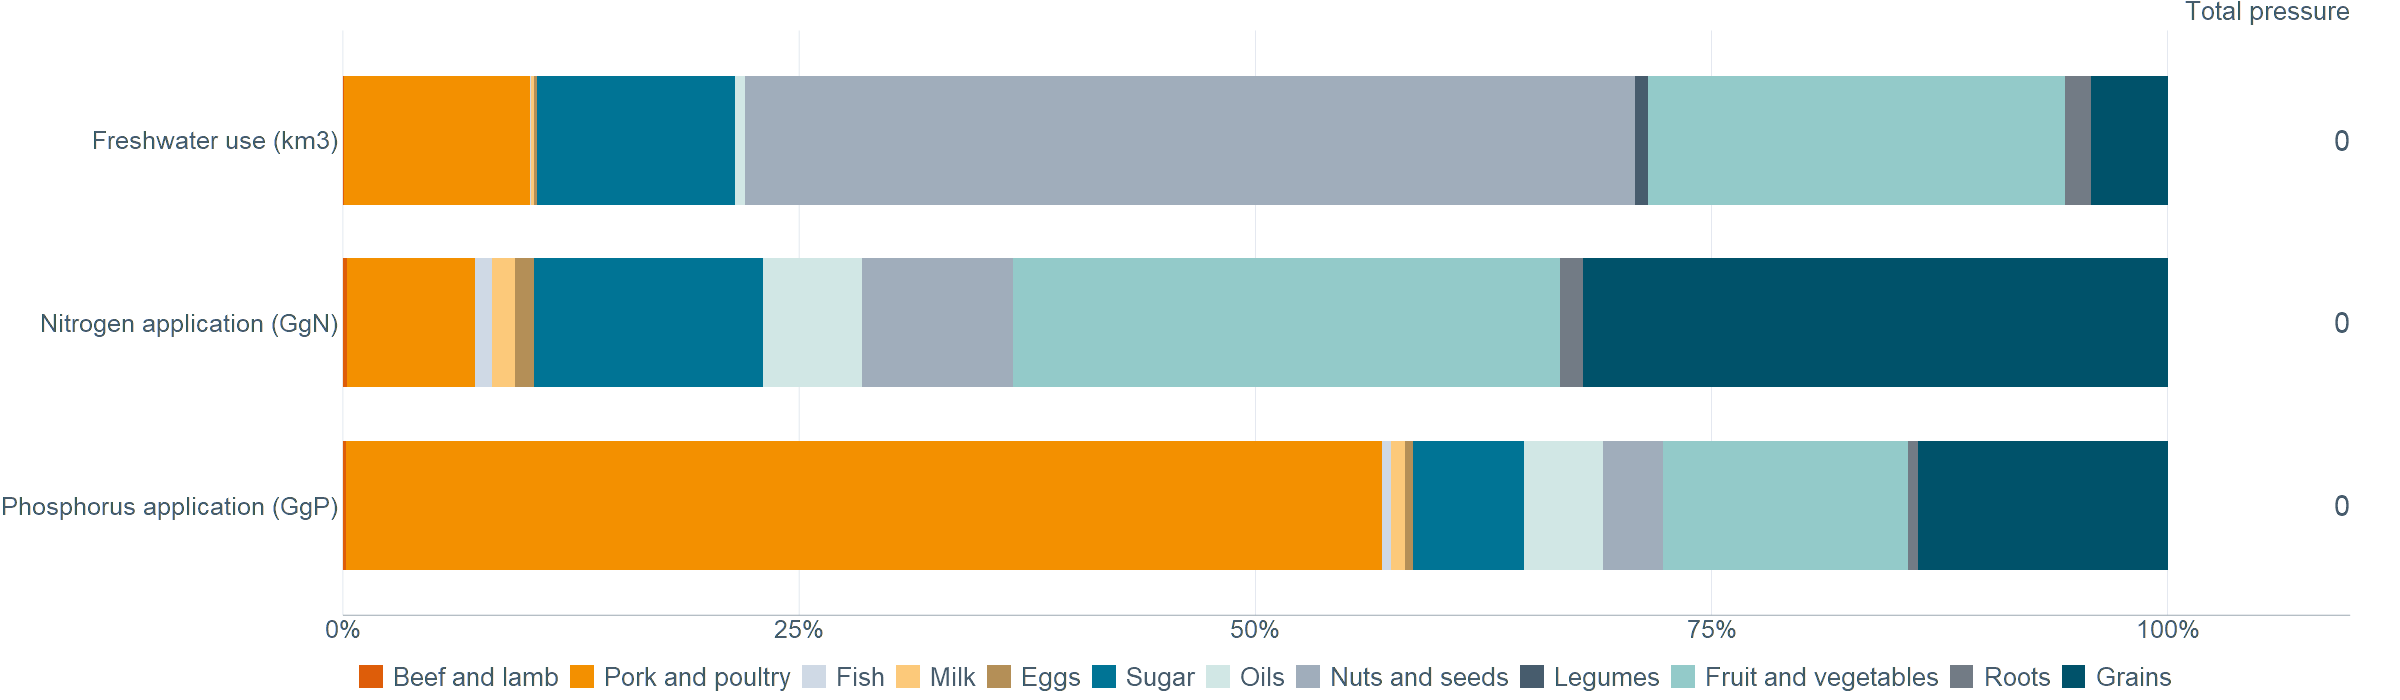 Total pressure
Freshwater use (km3) 0
Nitrogen application (GgN) 0
Phosphorus application (GgP) 0
0% 25% 50% 75% 100%
Beef and lamb Pork and poultry Fish Milk Eggs Sugar Oils Nuts and seeds Legumes Fruit and vegetables Roots Grains